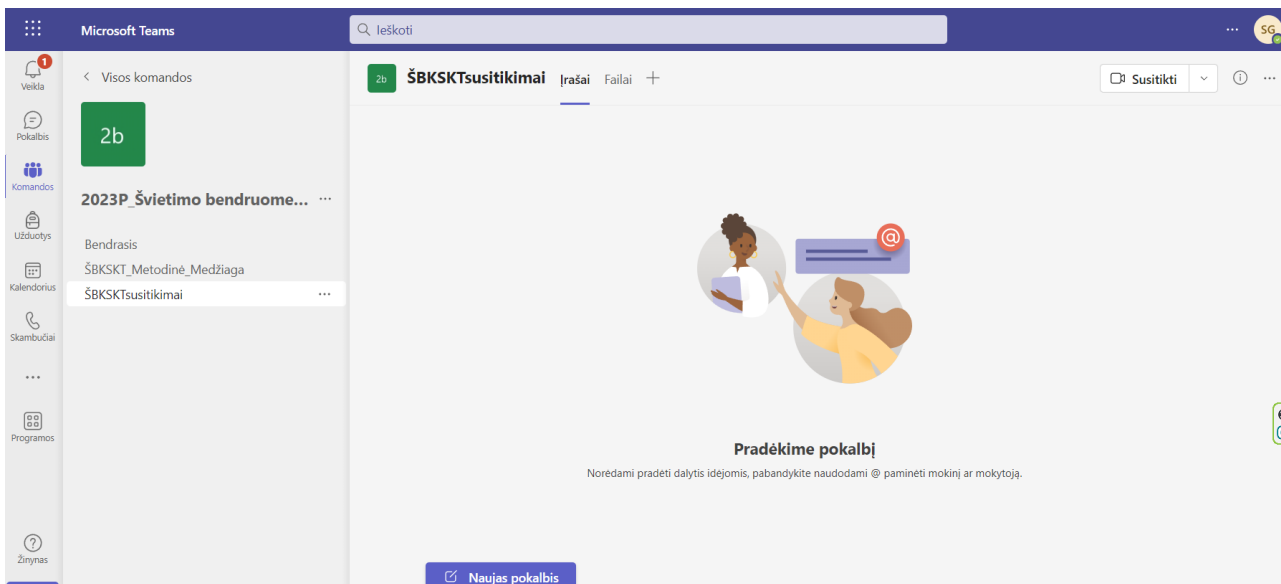 Microsoft Teams
Ieškoti
SG
1
Veikla
Pokalbis
Komandos
Užduotys
Kalendorius
Skambučiai
Programos
Žinynas
Visos komandos
2b
2023P_Švietimo bendruome...
Bendrasis
ŠBKSKT_Metodinė_Medžiaga
ŠBKSKTsusitikimai
2b ŠBKSKTsusitikimai Įrašai Failai
Susitikti
@
Pradėkime pokalbį
Norėdami pradėti dalytis idėjomis, pabandykite naudodami @ paminėti mokinį ar mokytoją.
Naujas pokalbis